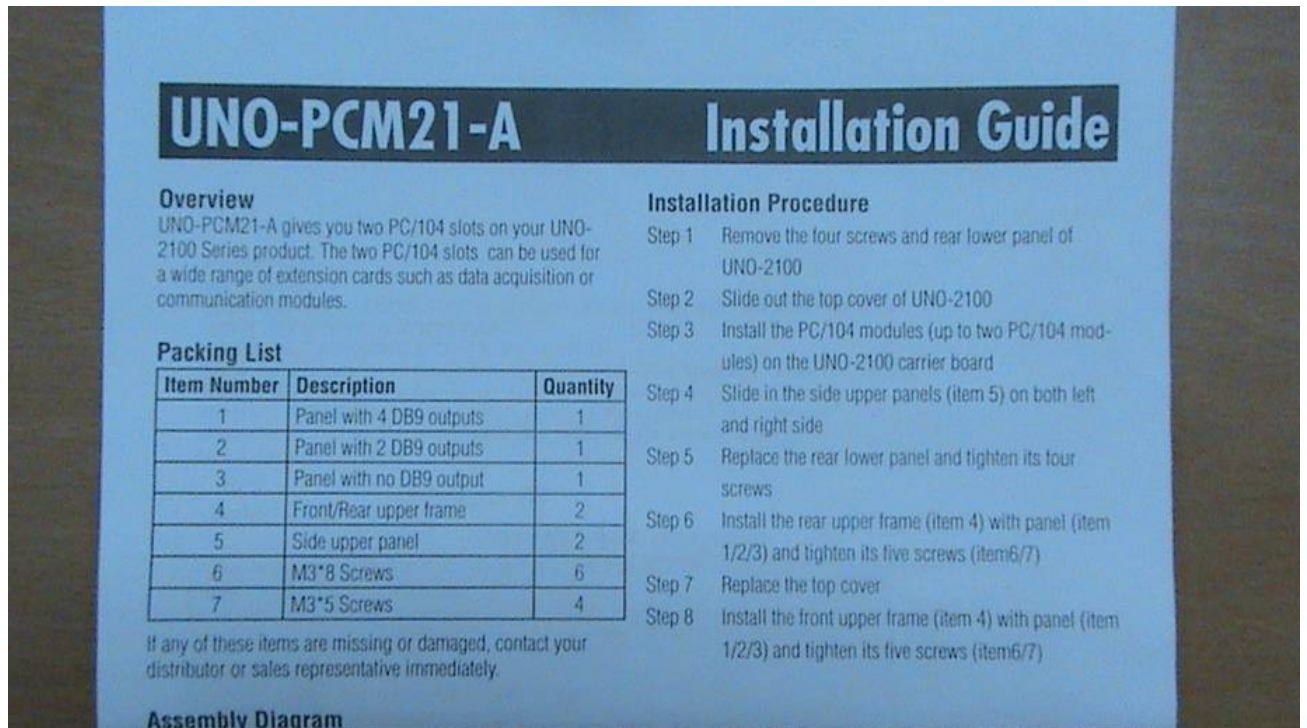 UNO-PCM21-A Installation Guide
Overview
UNO-PCM21-A gives you two PC/104 slots on your UNO-
2100 Series product. The two PC/104 slots can be used for
a wide range of extension cards such as data acquisition or
communication modules.
Packing List
Item Number Description Quantity
1 Panel with 4 DB9 outputs 1
2 Panel with 2 DB9 outputs 1
3 Panel with no DB9 output 1
4 Front/Rear upper frame 2
5 Side upper panel 2
6 M3*8 Screws 6
7 M3*5 Screws 4
If any of these items are missing or damaged, contact your
distributor or sales representative immediately.
Assembly Diagram
Installation Procedure
Step 1 Remove the four screws and rear lower panel of
UNO-2100
Step 2 Slide out the top cover of UNO-2100
Step 3 Install the PC/104 modules (up to two PC/104 mod-
ules) on the UNO-2100 carrier board
Step 4 Slide in the side upper panels (item 5) on both left
and right side
Step 5 Replace the rear lower panel and tighten its four
screws
Step 6 Install the rear upper frame (item 4) with panel (item
1/2/3) and tighten its five screws (item6/7)
Step 7 Replace the top cover
Step 8 Install the front upper frame (item 4) with panel (item
1/2/3) and tighten its five screws (item6/7)